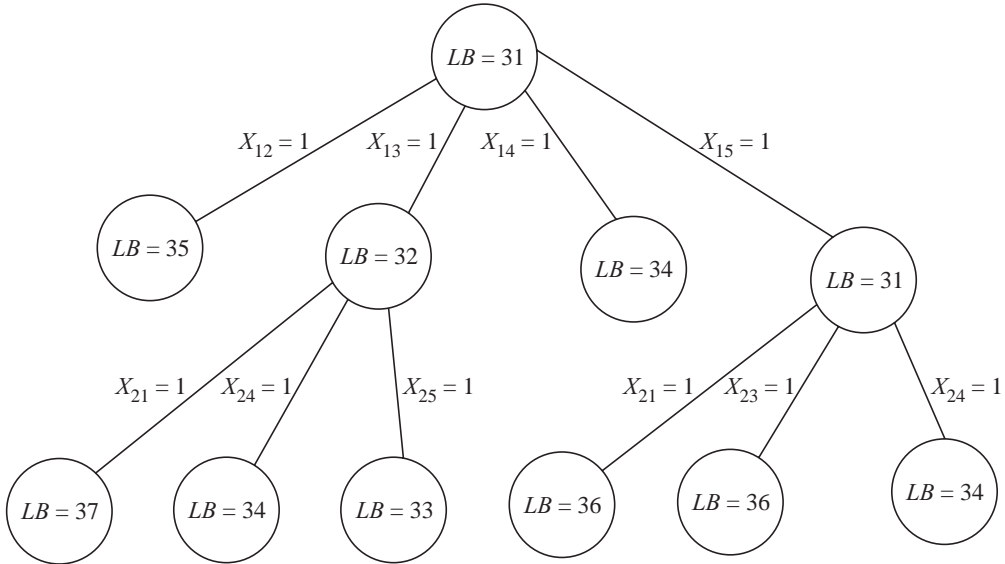 LB = 31
X₁₂ = 1
X₁₃ = 1
X₁₄ = 1
X₁₅ = 1
LB = 35
LB = 32
LB = 34
LB = 31
X₂₁ = 1
X₂₄ = 1
X₂₅ = 1
X₂₁ = 1
X₂₃ = 1
X₂₄ = 1
LB = 37
LB = 34
LB = 33
LB = 36
LB = 36
LB = 34